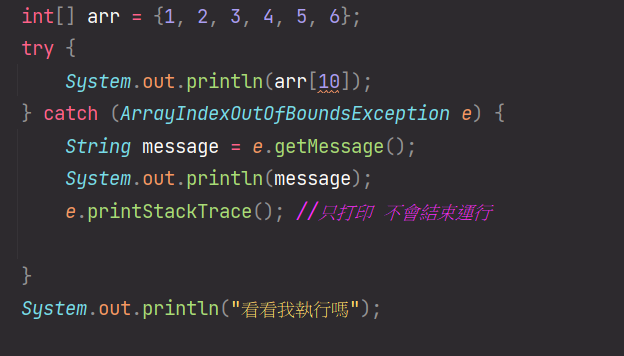 int[] arr = {1, 2, 3, 4, 5, 6};
try {
    System.out.println(arr[10]);
} catch (ArrayIndexOutOfBoundsException e) {
    String message = e.getMessage();
    System.out.println(message);
    e.printStackTrace(); //只打印 不會結束運行
}
System.out.println("看看我執行嗎");